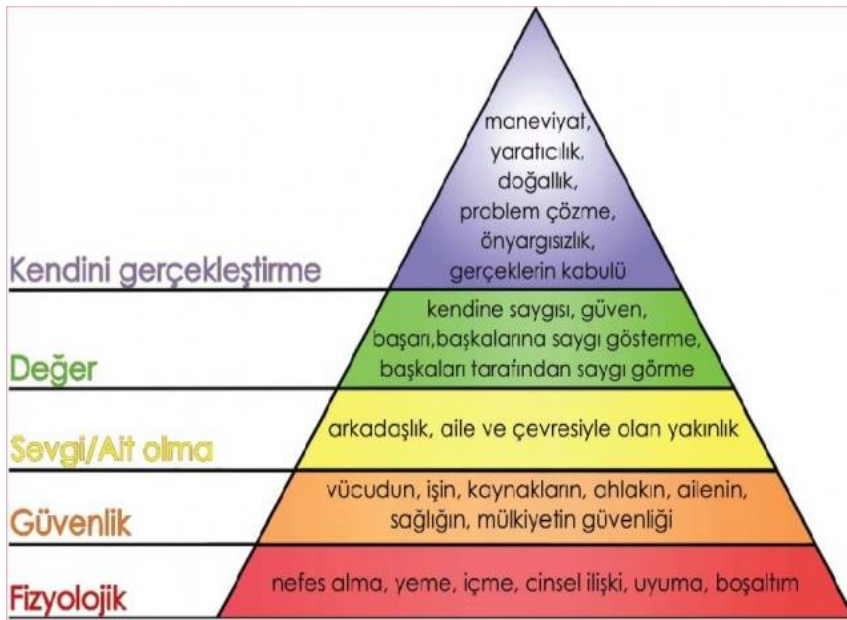 maneviyat,
yaratıcılık,
doğallık,
problem çözme,
önyargısızlık,
gerçeklerin kabulü
Kendini gerçekleştirme
kendine saygısı, güven,
başarı,başkalarına saygı gösterme,
başkaları tarafından saygı görme
Değer
arkadaşlık, aile ve çevresiyle olan yakınlık
Sevgi/Ait olma
vücudun, işin, kaynakların, ahlakın, ailenin,
sağlığın, mülkiyetin güvenliği
Güvenlik
nefes alma, yeme, içme, cinsel ilişki, uyuma, boşaltım
Fizyolojik